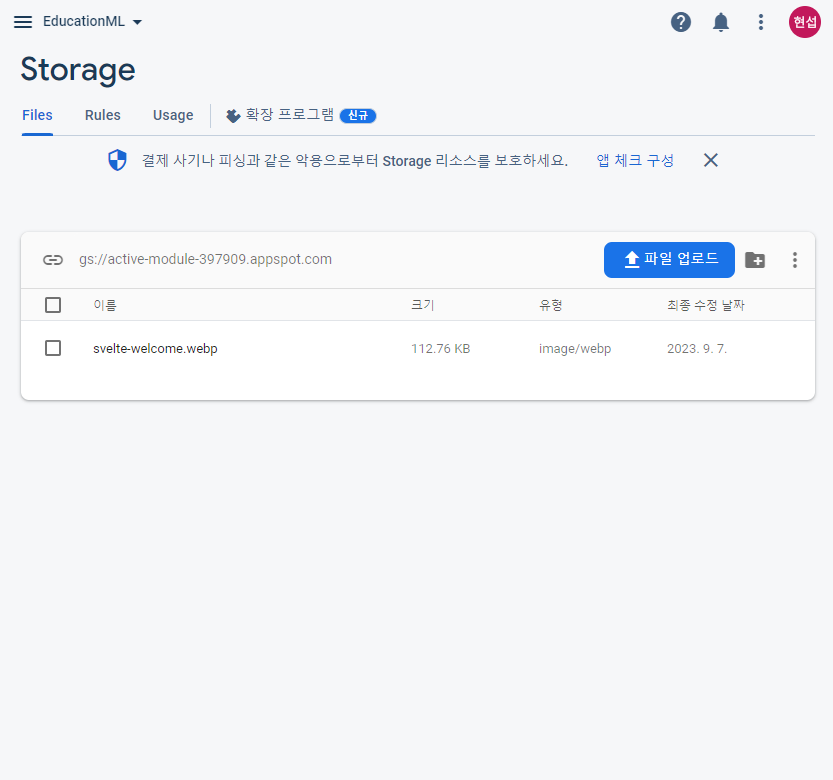 EducationML
현섭
Storage
Files Rules Usage 확장 프로그램 신규
결제 사기나 피싱과 같은 악용으로부터 Storage 리소스를 보호하세요. 앱 체크 구성
gs://active-module-397909.appspot.com 파일 업로드
이름 크기 유형 최종 수정 날짜
svelte-welcome.webp 112.76 KB image/webp 2023. 9. 7.